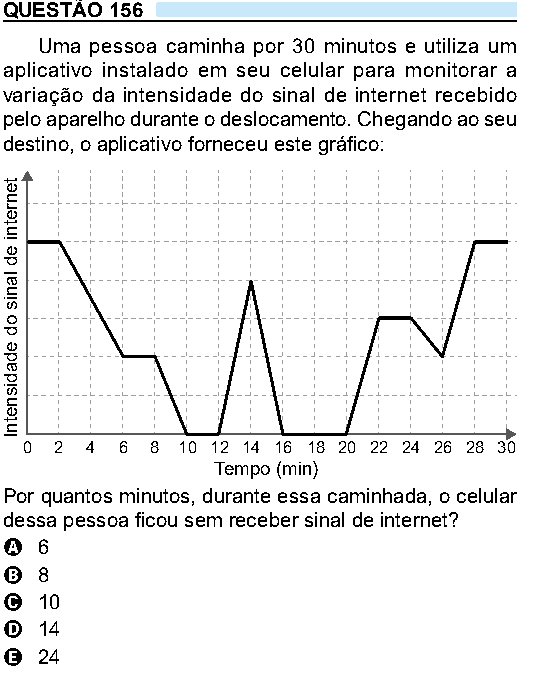 QUESTÃO 156
Uma pessoa caminha por 30 minutos e utiliza um
aplicativo instalado em seu celular para monitorar a
variação da intensidade do sinal de internet recebido
pelo aparelho durante o deslocamento. Chegando ao seu
destino, o aplicativo forneceu este gráfico:
Intensidade do sinal de internet
0 2 4 6 8 10 12 14 16 18 20 22 24 26 28 30
Tempo (min)
Por quantos minutos, durante essa caminhada, o celular
dessa pessoa ficou sem receber sinal de internet?
A 6
B 8
C 10
D 14
E 24